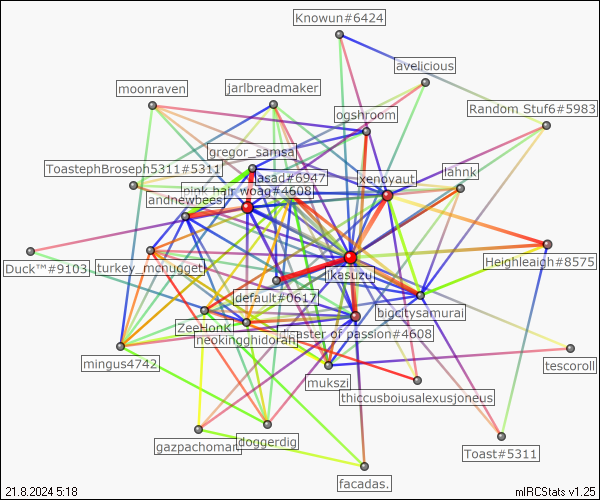 Knowun#6424
avelicious
moonraven
jarlbreadmaker
Random Stuf6#5983
ogshroom
gregor_samsa
ToastephBroseph5311#5311
jasad#6947
xenovaut
lahnk
pink hair woag#4608
andnewbees
Duck™#9103
turkey_mcnugget
ikasuzu
Heighleaigh#8575
default#0617
bigcitysamurai
ZeeHonK
caster of passion#4608
neokingghidorah
mingus4742
mukszi
tescoroll
thiccusboiusalexusjoneus
gazpachoman
doggerdig
Toast#5311
facadas.
21.8.2024 5:18
mIRCStats v1.25